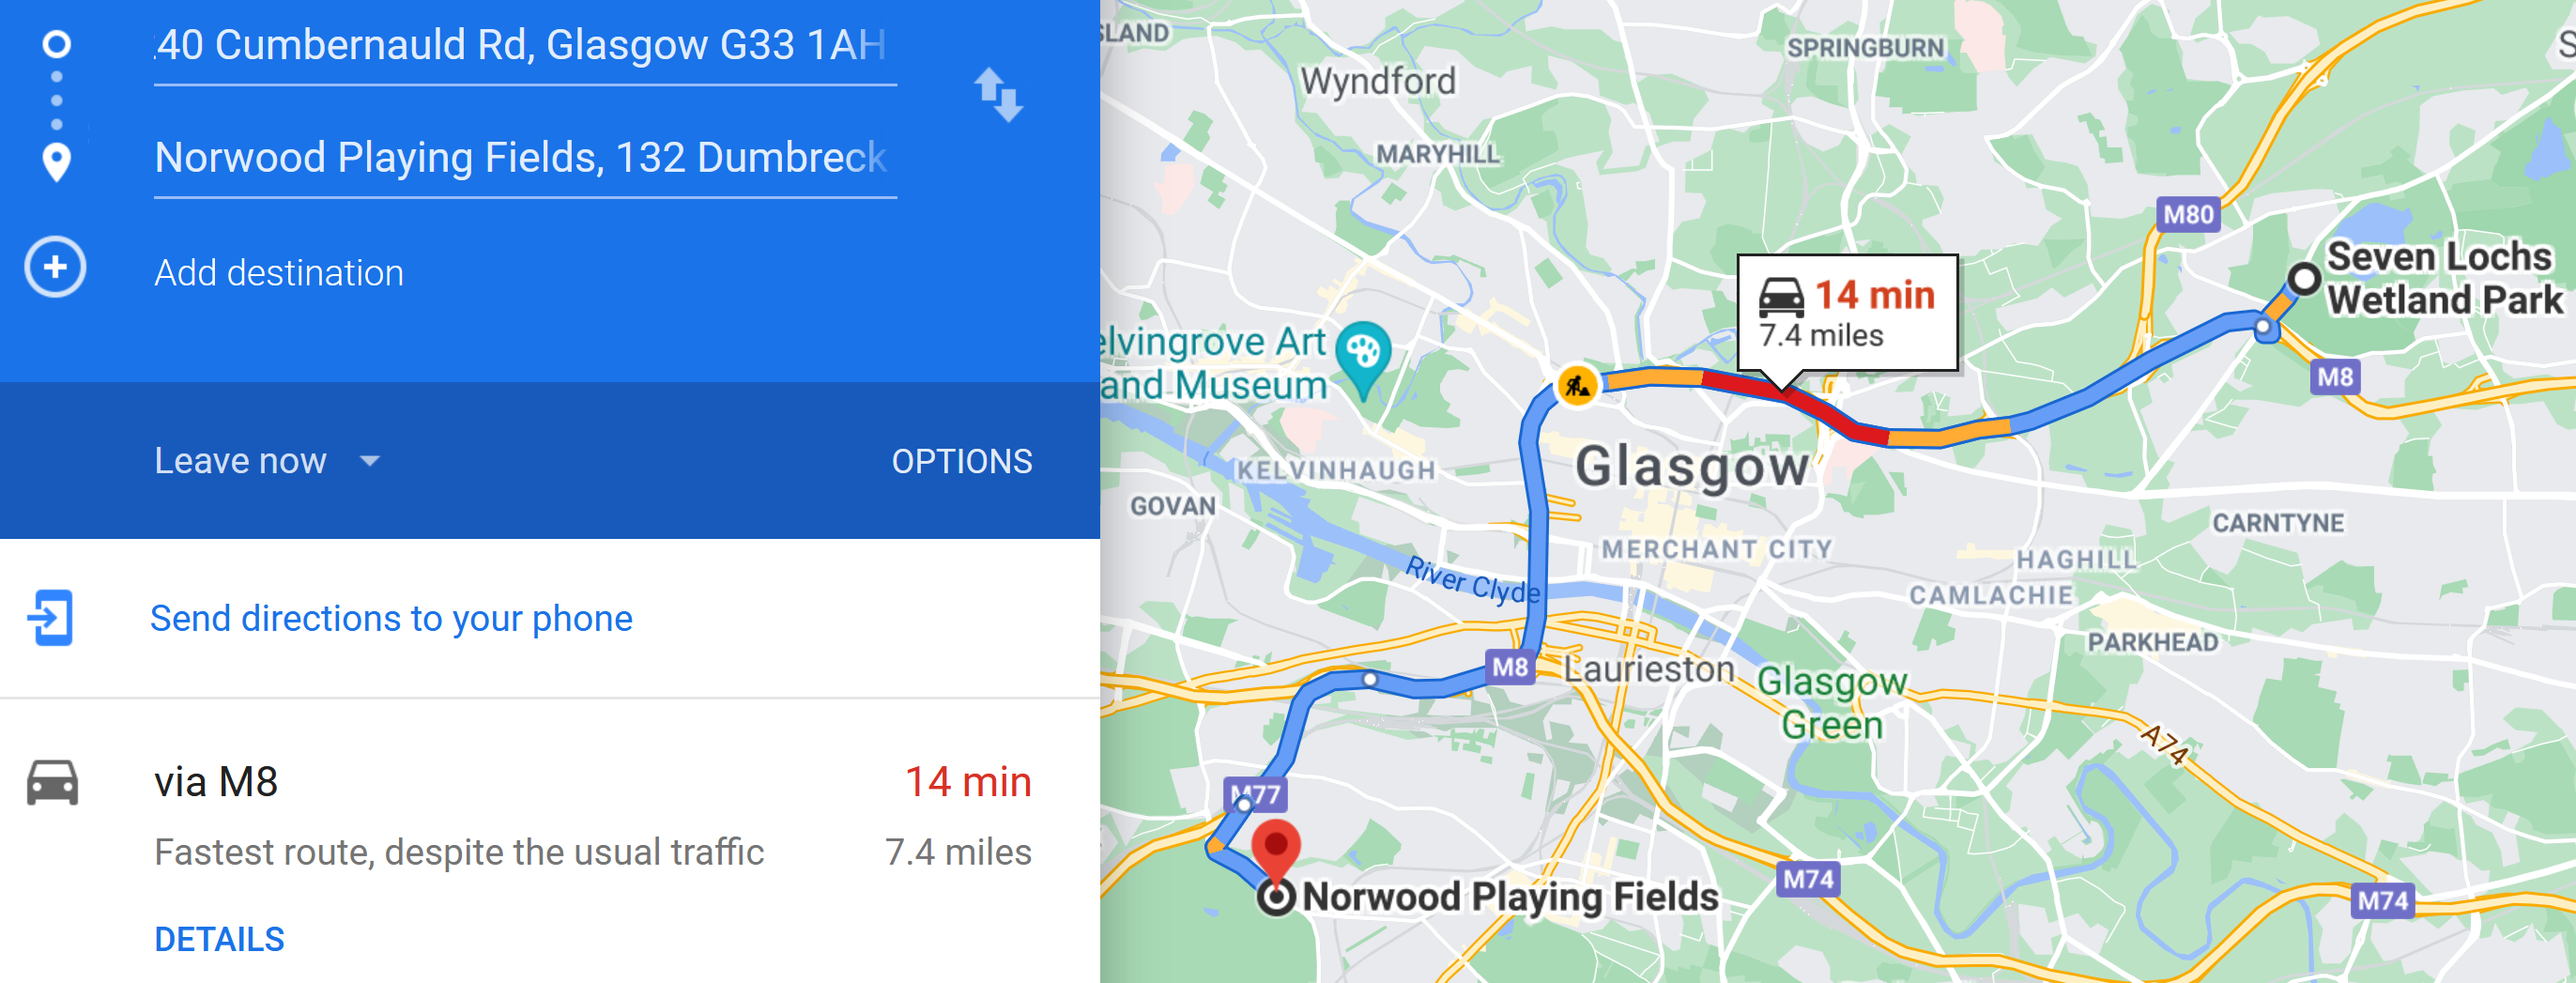 40 Cumbernauld Rd, Glasgow G33 1AH
Norwood Playing Fields, 132 Dumbreck
Add destination
Leave now
OPTIONS
Send directions to your phone
via M8
14 min
Fastest route, despite the usual traffic
7.4 miles
DETAILS
SLAND
SPRINGBURN
S
Wyndford
MARYHILL
M80
Seven Lochs
Wetland Park
14 min
7.4 miles
elvingrove Art
and Museum
M8
Glasgow
KELVINHAUGH
GOVAN
CARNTYNE
MERCHANT CITY
HAGHILL
River Clyde
CAMLACHIE
PARKHEAD
M8
Laurieston
Glasgow
Green
A74
M77
Norwood Playing Fields
M74
M74